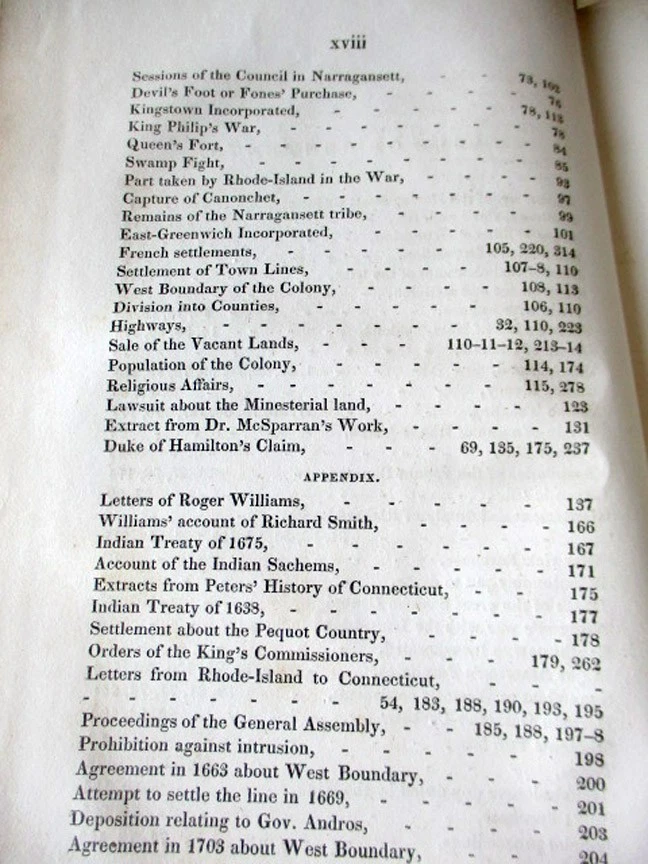 xviii
Sessions of the Council in Narragansett, - - 73, 102
Devil's Foot or Fones' Purchase, - - - - - 74
Kingstown Incorporated, - - - - - 78, 113
King Philip's War, - - - - - - - 78
Queen's Fort, - - - - - - - - 84
Swamp Fight, - - - - - - - - 85
Part taken by Rhode-Island in the War, - - - - 93
Capture of Canonchet, - - - - - - - 97
Remains of the Narragansett tribe, - - - - - 99
East-Greenwich Incorporated, - - - - - 101
French settlements, - - - - - 105, 220, 314
Settlement of Town Lines, - - - - 107-8, 110
West Boundary of the Colony, - - - - 108, 113
Division into Counties, - - - - - 106, 110
Highways, - - - - - - - 32, 110, 223
Sale of the Vacant Lands, - - - 110-11-12, 213-14
Population of the Colony, - - - - - 114, 174
Religious Affairs, - - - - - - 115, 278
Lawsuit about the Minesterial land, - - - - 123
Extract from Dr. McSparran's Work, - - - - 131
Duke of Hamilton's Claim, - - - 69, 135, 175, 237
APPENDIX.
Letters of Roger Williams, - - - - - - 137
Williams' account of Richard Smith, - - - - 166
Indian Treaty of 1675, - - - - - - 167
Account of the Indian Sachems, - - - - - 171
Extracts from Peters' History of Connecticut, - - 175
Indian Treaty of 1638, - - - - - - 177
Settlement about the Pequot Country, - - - - - 178
Orders of the King's Commissioners, - - - 179, 262
Letters from Rhode-Island to Connecticut, - - -
- - - - - - - 54, 183, 188, 190, 193, 195
Proceedings of the General Assembly, - - 185, 188, 197-8
Prohibition against intrusion, - - - - - 198
Agreement in 1663 about West Boundary, - - - 200
Attempt to settle the line in 1669, - - - - - 201
Deposition relating to Gov. Andros, - - - - 203
Agreement in 1703 about West Boundary, - - - 204